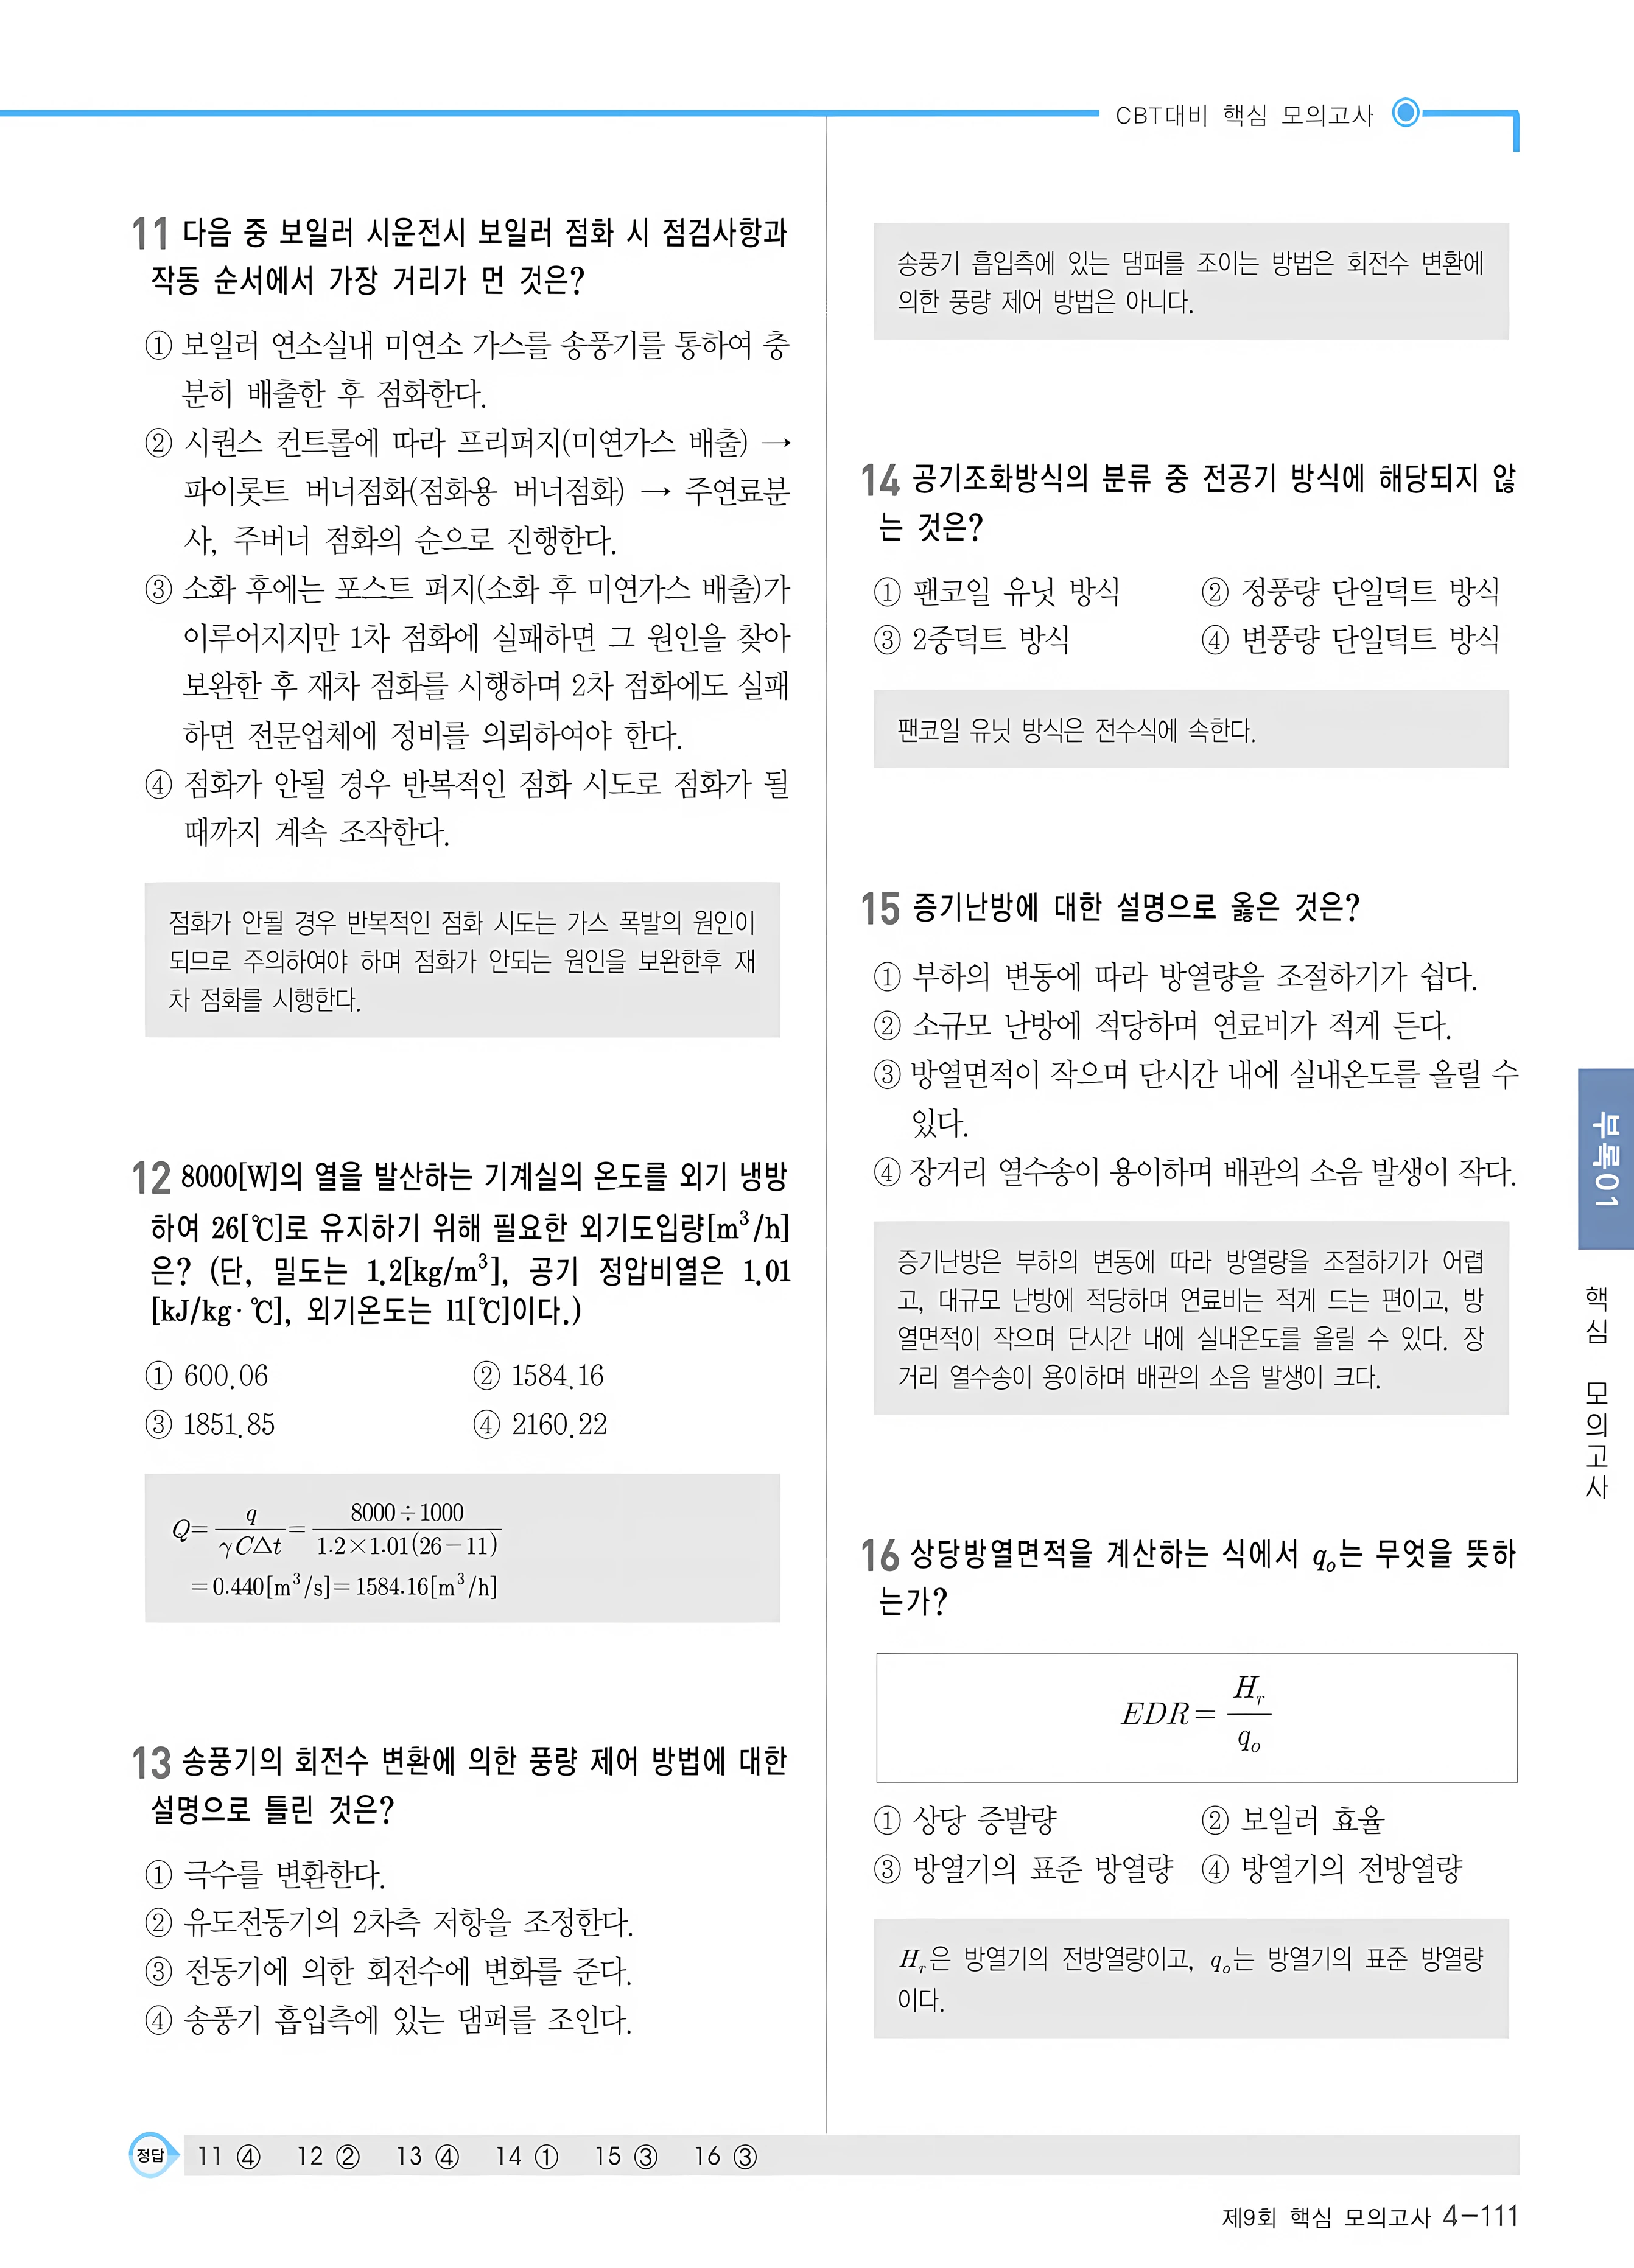 CBT대비 핵심 모의고사
11 다음 중 보일러 시운전시 보일러 점화 시 점검사항과
작동 순서에서 가장 거리가 먼 것은?
① 보일러 연소실내 미연소 가스를 송풍기를 통하여 충
분히 배출한 후 점화한다.
② 시퀀스 컨트롤에 따라 프리퍼지(미연가스 배출) →
파이롯트 버너점화(점화용 버너점화) → 주연료분
사, 주버너 점화의 순으로 진행한다.
③ 소화 후에는 포스트 퍼지(소화 후 미연가스 배출)가
이루어지지만 1차 점화에 실패하면 그 원인을 찾아
보완한 후 재차 점화를 시행하며 2차 점화에도 실패
하면 전문업체에 정비를 의뢰하여야 한다.
④ 점화가 안될 경우 반복적인 점화 시도로 점화가 될
때까지 계속 조작한다.
점화가 안될 경우 반복적인 점화 시도는 가스 폭발의 원인이
되므로 주의하여야 하며 점화가 안되는 원인을 보완한후 재
차 점화를 시행한다.
12 8000[W]의 열을 발산하는 기계실의 온도를 외기 냉방
하여 26[℃]로 유지하기 위해 필요한 외기도입량[m³/h]
은? (단, 밀도는 1.2[kg/m³], 공기 정압비열은 1.01
[kJ/kg·℃], 외기온도는 11[℃]이다.)
① 600.06 ② 1584.16
③ 1851.85 ④ 2160.22
Q= q/γCΔt = 8000÷1000/1.2×1.01(26−11)
=0.440[m³/s]=1584.16[m³/h]
13 송풍기의 회전수 변환에 의한 풍량 제어 방법에 대한
설명으로 틀린 것은?
① 극수를 변환한다.
② 유도전동기의 2차측 저항을 조정한다.
③ 전동기에 의한 회전수에 변화를 준다.
④ 송풍기 흡입측에 있는 댐퍼를 조인다.
송풍기 흡입측에 있는 댐퍼를 조이는 방법은 회전수 변환에
의한 풍량 제어 방법은 아니다.
14 공기조화방식의 분류 중 전공기 방식에 해당되지 않
는 것은?
① 팬코일 유닛 방식 ② 정풍량 단일덕트 방식
③ 2중덕트 방식 ④ 변풍량 단일덕트 방식
팬코일 유닛 방식은 전수식에 속한다.
15 증기난방에 대한 설명으로 옳은 것은?
① 부하의 변동에 따라 방열량을 조절하기가 쉽다.
② 소규모 난방에 적당하며 연료비가 적게 든다.
③ 방열면적이 작으며 단시간 내에 실내온도를 올릴 수
있다.
④ 장거리 열수송이 용이하며 배관의 소음 발생이 작다.
증기난방은 부하의 변동에 따라 방열량을 조절하기가 어렵
고, 대규모 난방에 적당하며 연료비는 적게 드는 편이고, 방
열면적이 작으며 단시간 내에 실내온도를 올릴 수 있다. 장
거리 열수송이 용이하며 배관의 소음 발생이 크다.
16 상당방열면적을 계산하는 식에서 qₒ는 무엇을 뜻하
는가?
EDR= Hᵣ/qₒ
① 상당 증발량 ② 보일러 효율
③ 방열기의 표준 방열량 ④ 방열기의 전방열량
Hᵣ은 방열기의 전방열량이고, qₒ는 방열기의 표준 방열량
이다.
부록01
핵심 모의고사
정답 11 ④ 12 ② 13 ④ 14 ① 15 ③ 16 ③
제9회 핵심 모의고사 4-111